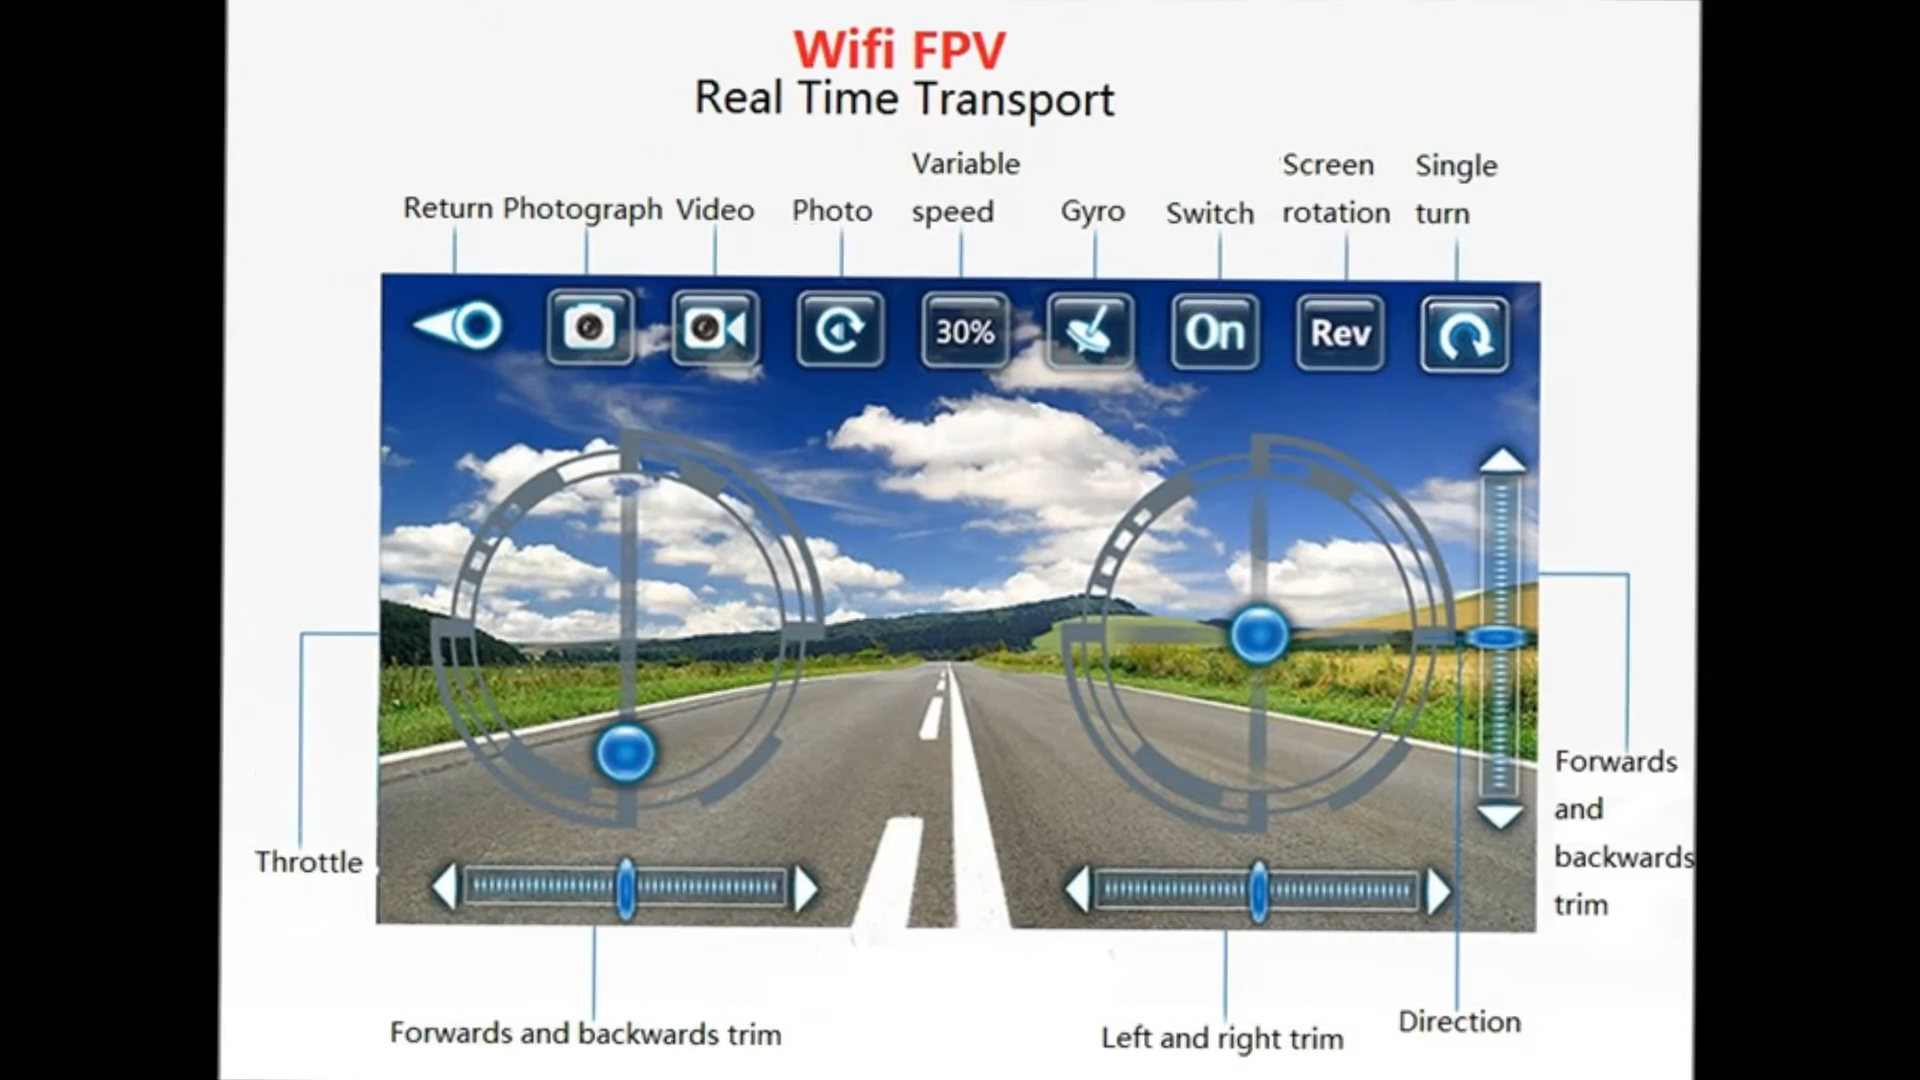 Wifi FPV
Real Time Transport
Return Photograph Video Photo Variable speed Gyro Switch Screen rotation Single turn
30% On Rev
Throttle
Forwards
and
backwards
trim
Forwards and backwards trim
Left and right trim
Direction